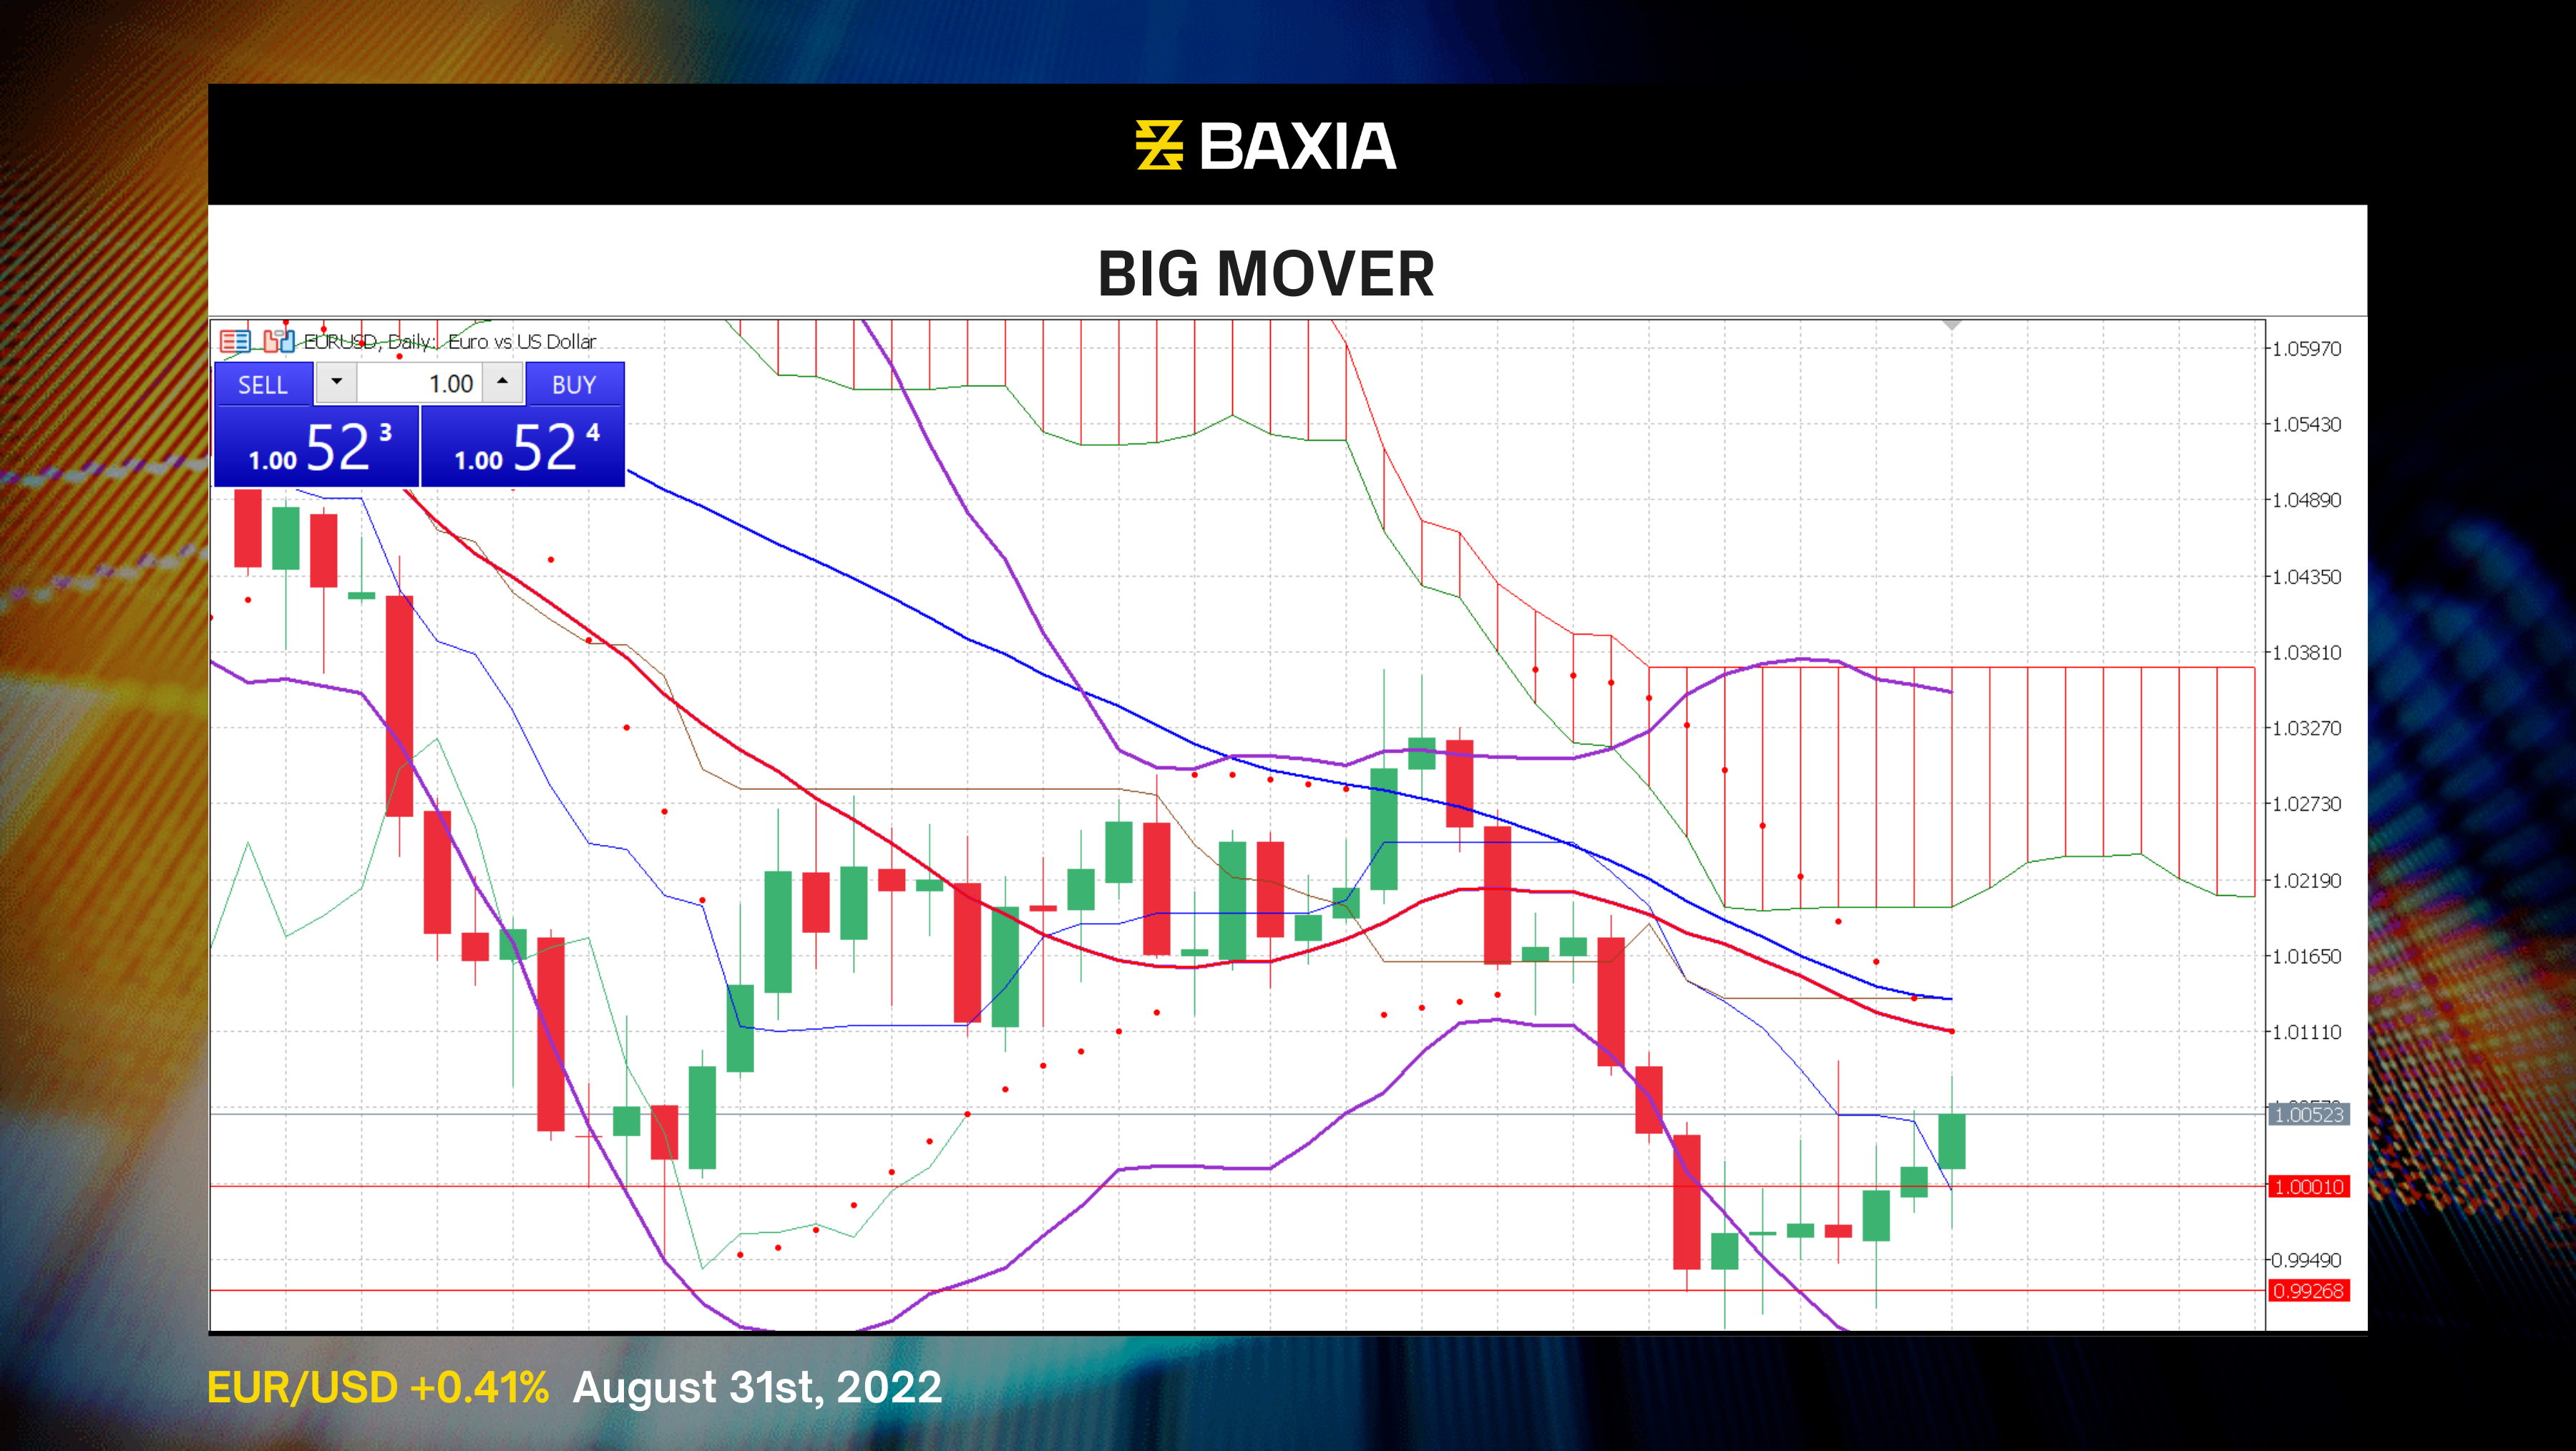 BAXIA
BIG MOVER
EURUSD, Daily: Euro vs US Dollar
SELL 1.00 BUY
1.00 52 3 1.00 52 4
1.05970
1.05430
1.04890
1.04350
1.03810
1.03270
1.02730
1.02190
1.01650
1.01110
1.00523
1.00010
0.99490
0.99268
EUR/USD +0.41% August 31st, 2022